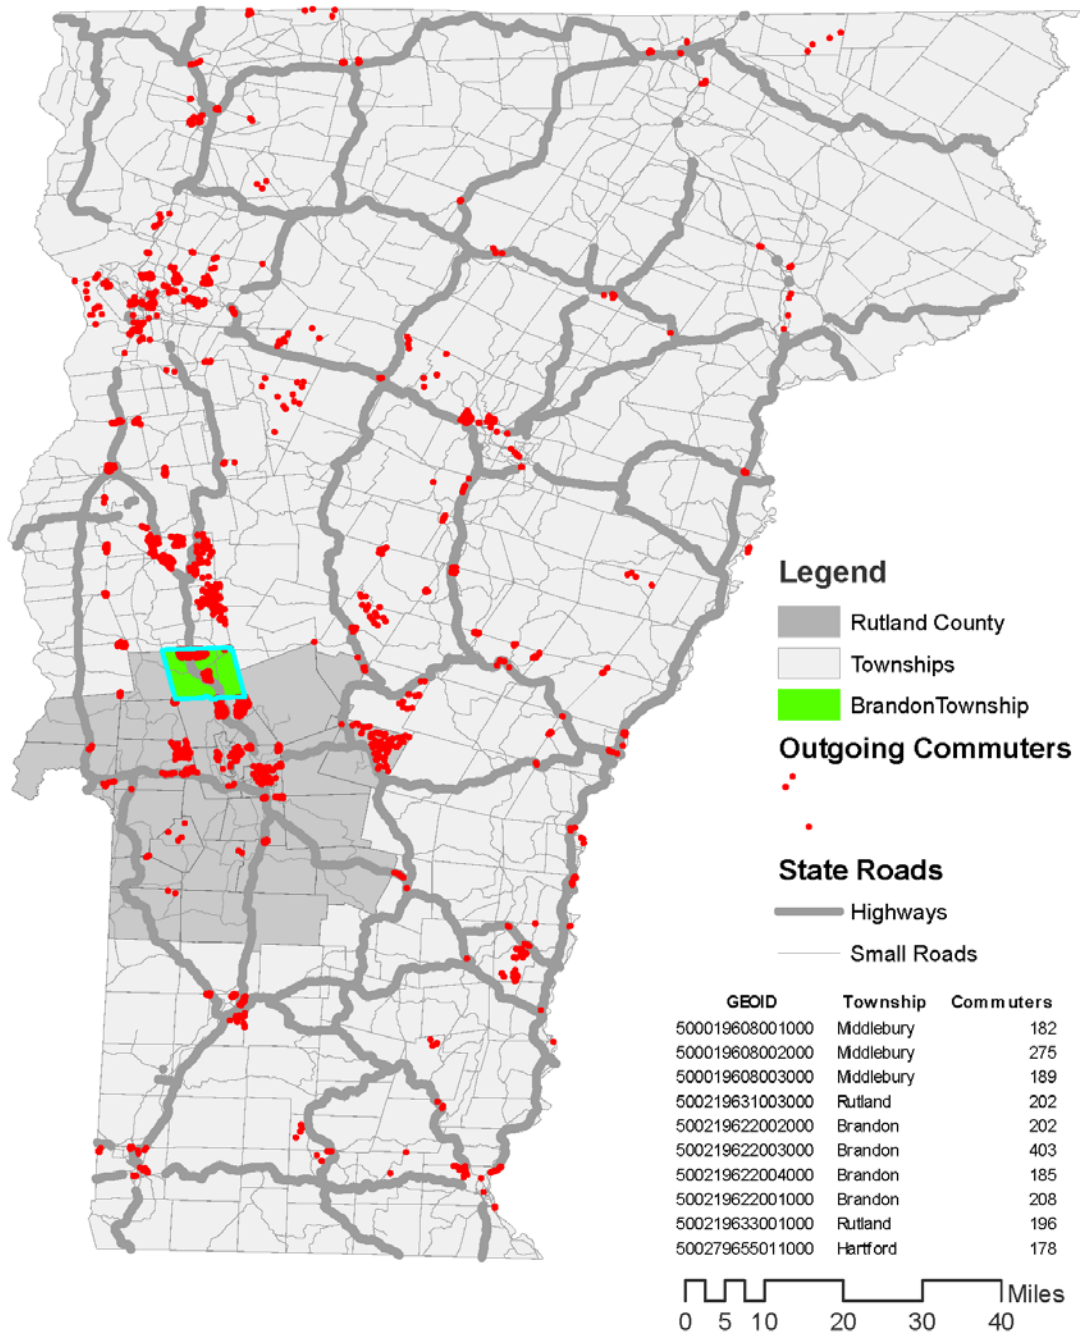 Legend
Rutland County
Townships
BrandonTownship
Outgoing Commuters
State Roads
Highways
Small Roads
GEOID Township Commuters
500019608001000 Middlebury 182
500019608002000 Middlebury 275
500019608003000 Middlebury 189
500219631003000 Rutland 202
500219622002000 Brandon 202
500219622003000 Brandon 403
500219622004000 Brandon 185
500219622001000 Brandon 208
500219633001000 Rutland 196
500279655011000 Hartford 178
Miles
0 5 10 20 30 40